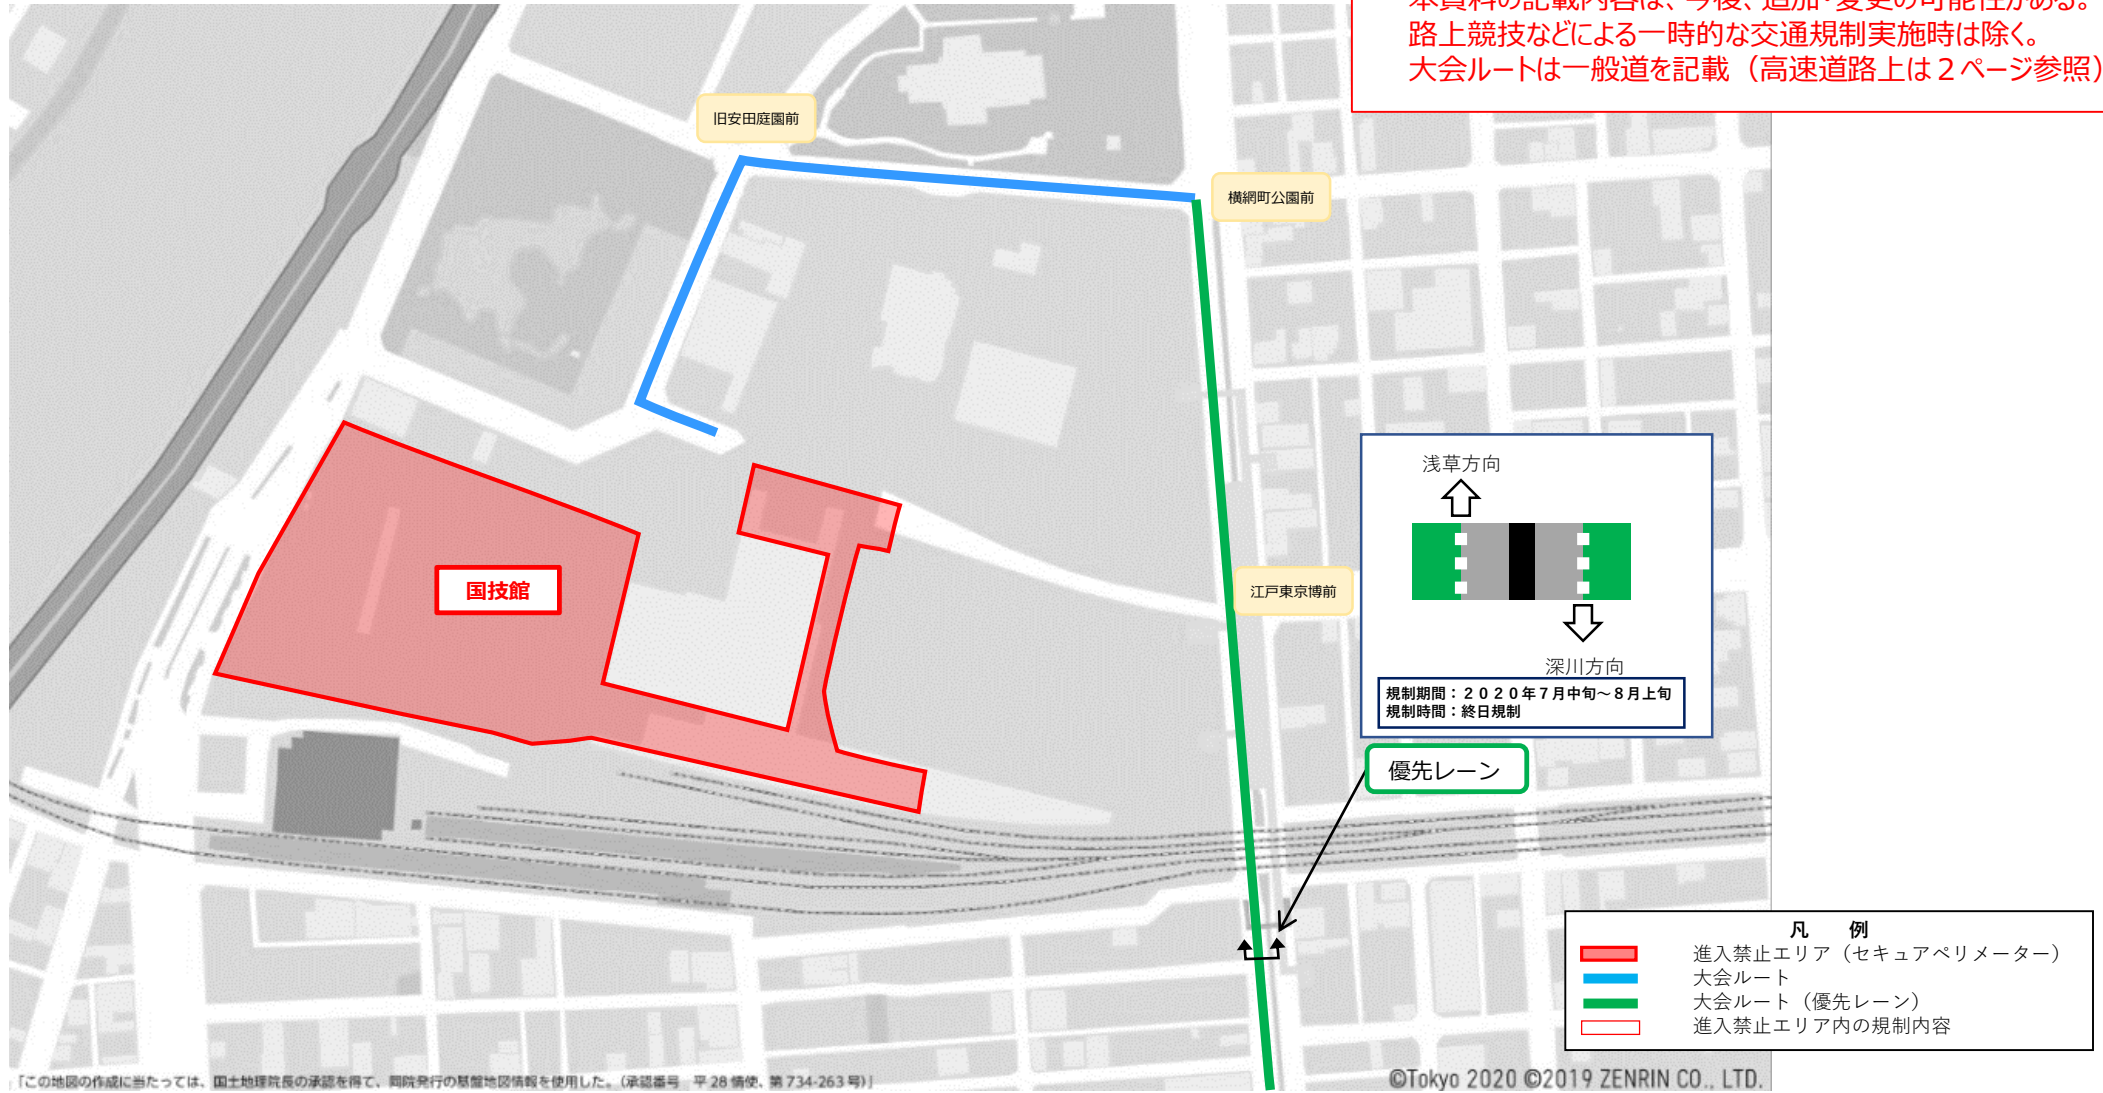 本資料の記載内容は、今後、追加・変更の可能性がある。
路上競技などによる一時的な交通規制実施時は除く。
大会ルートは一般道を記載（高速道路上は２ページ参照）
旧安田庭園前
横網町公園前
浅草方向
国技館
江戸東京博前
深川方向
規制期間：２０２０年７月中旬～８月上旬
規制時間：終日規制
優先レーン
凡　例
進入禁止エリア（セキュアペリメーター）
大会ルート
大会ルート（優先レーン）
進入禁止エリア内の規制内容
「この地図の作成に当たっては、国土地理院長の承認を得て、同院発行の基盤地図情報を使用した。（承認番号　平 28 情使、第 734-263 号）」
©Tokyo 2020 ©2019 ZENRIN CO., LTD.